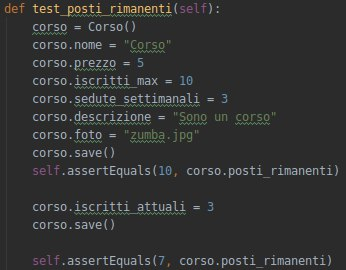 def test_posti_rimanenti(self):
    corso = Corso()
    corso.nome = "Corso"
    corso.prezzo = 5
    corso.iscritti_max = 10
    corso.sedute_settimanali = 3
    corso.descrizione = "Sono un corso"
    corso.foto = "zumba.jpg"
    corso.save()
    self.assertEquals(10, corso.posti_rimanenti)

    corso.iscritti_attuali = 3
    corso.save()

    self.assertEquals(7, corso.posti_rimanenti)